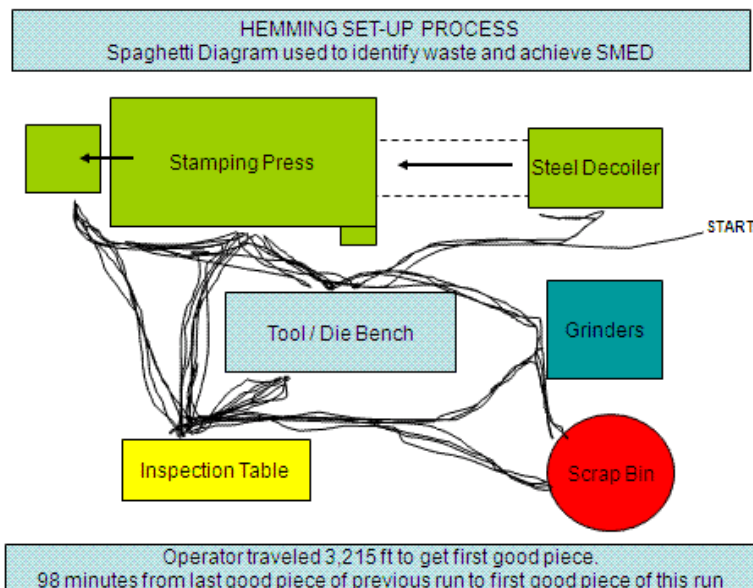 HEMMING SET-UP PROCESS
Spaghetti Diagram used to identify waste and achieve SMED
Stamping Press
Steel Decoiler
START
Tool / Die Bench
Grinders
Inspection Table
Scrap Bin
Operator traveled 3,215 ft to get first good piece.
98 minutes from last good piece of previous run to first good piece of this run